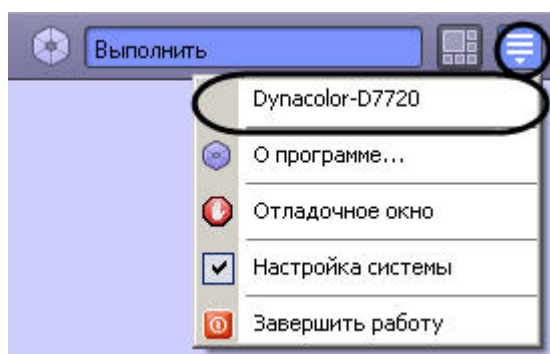 Выполнить
Dynacolor-D7720
О программе...
Отладочное окно
Настройка системы
Завершить работу